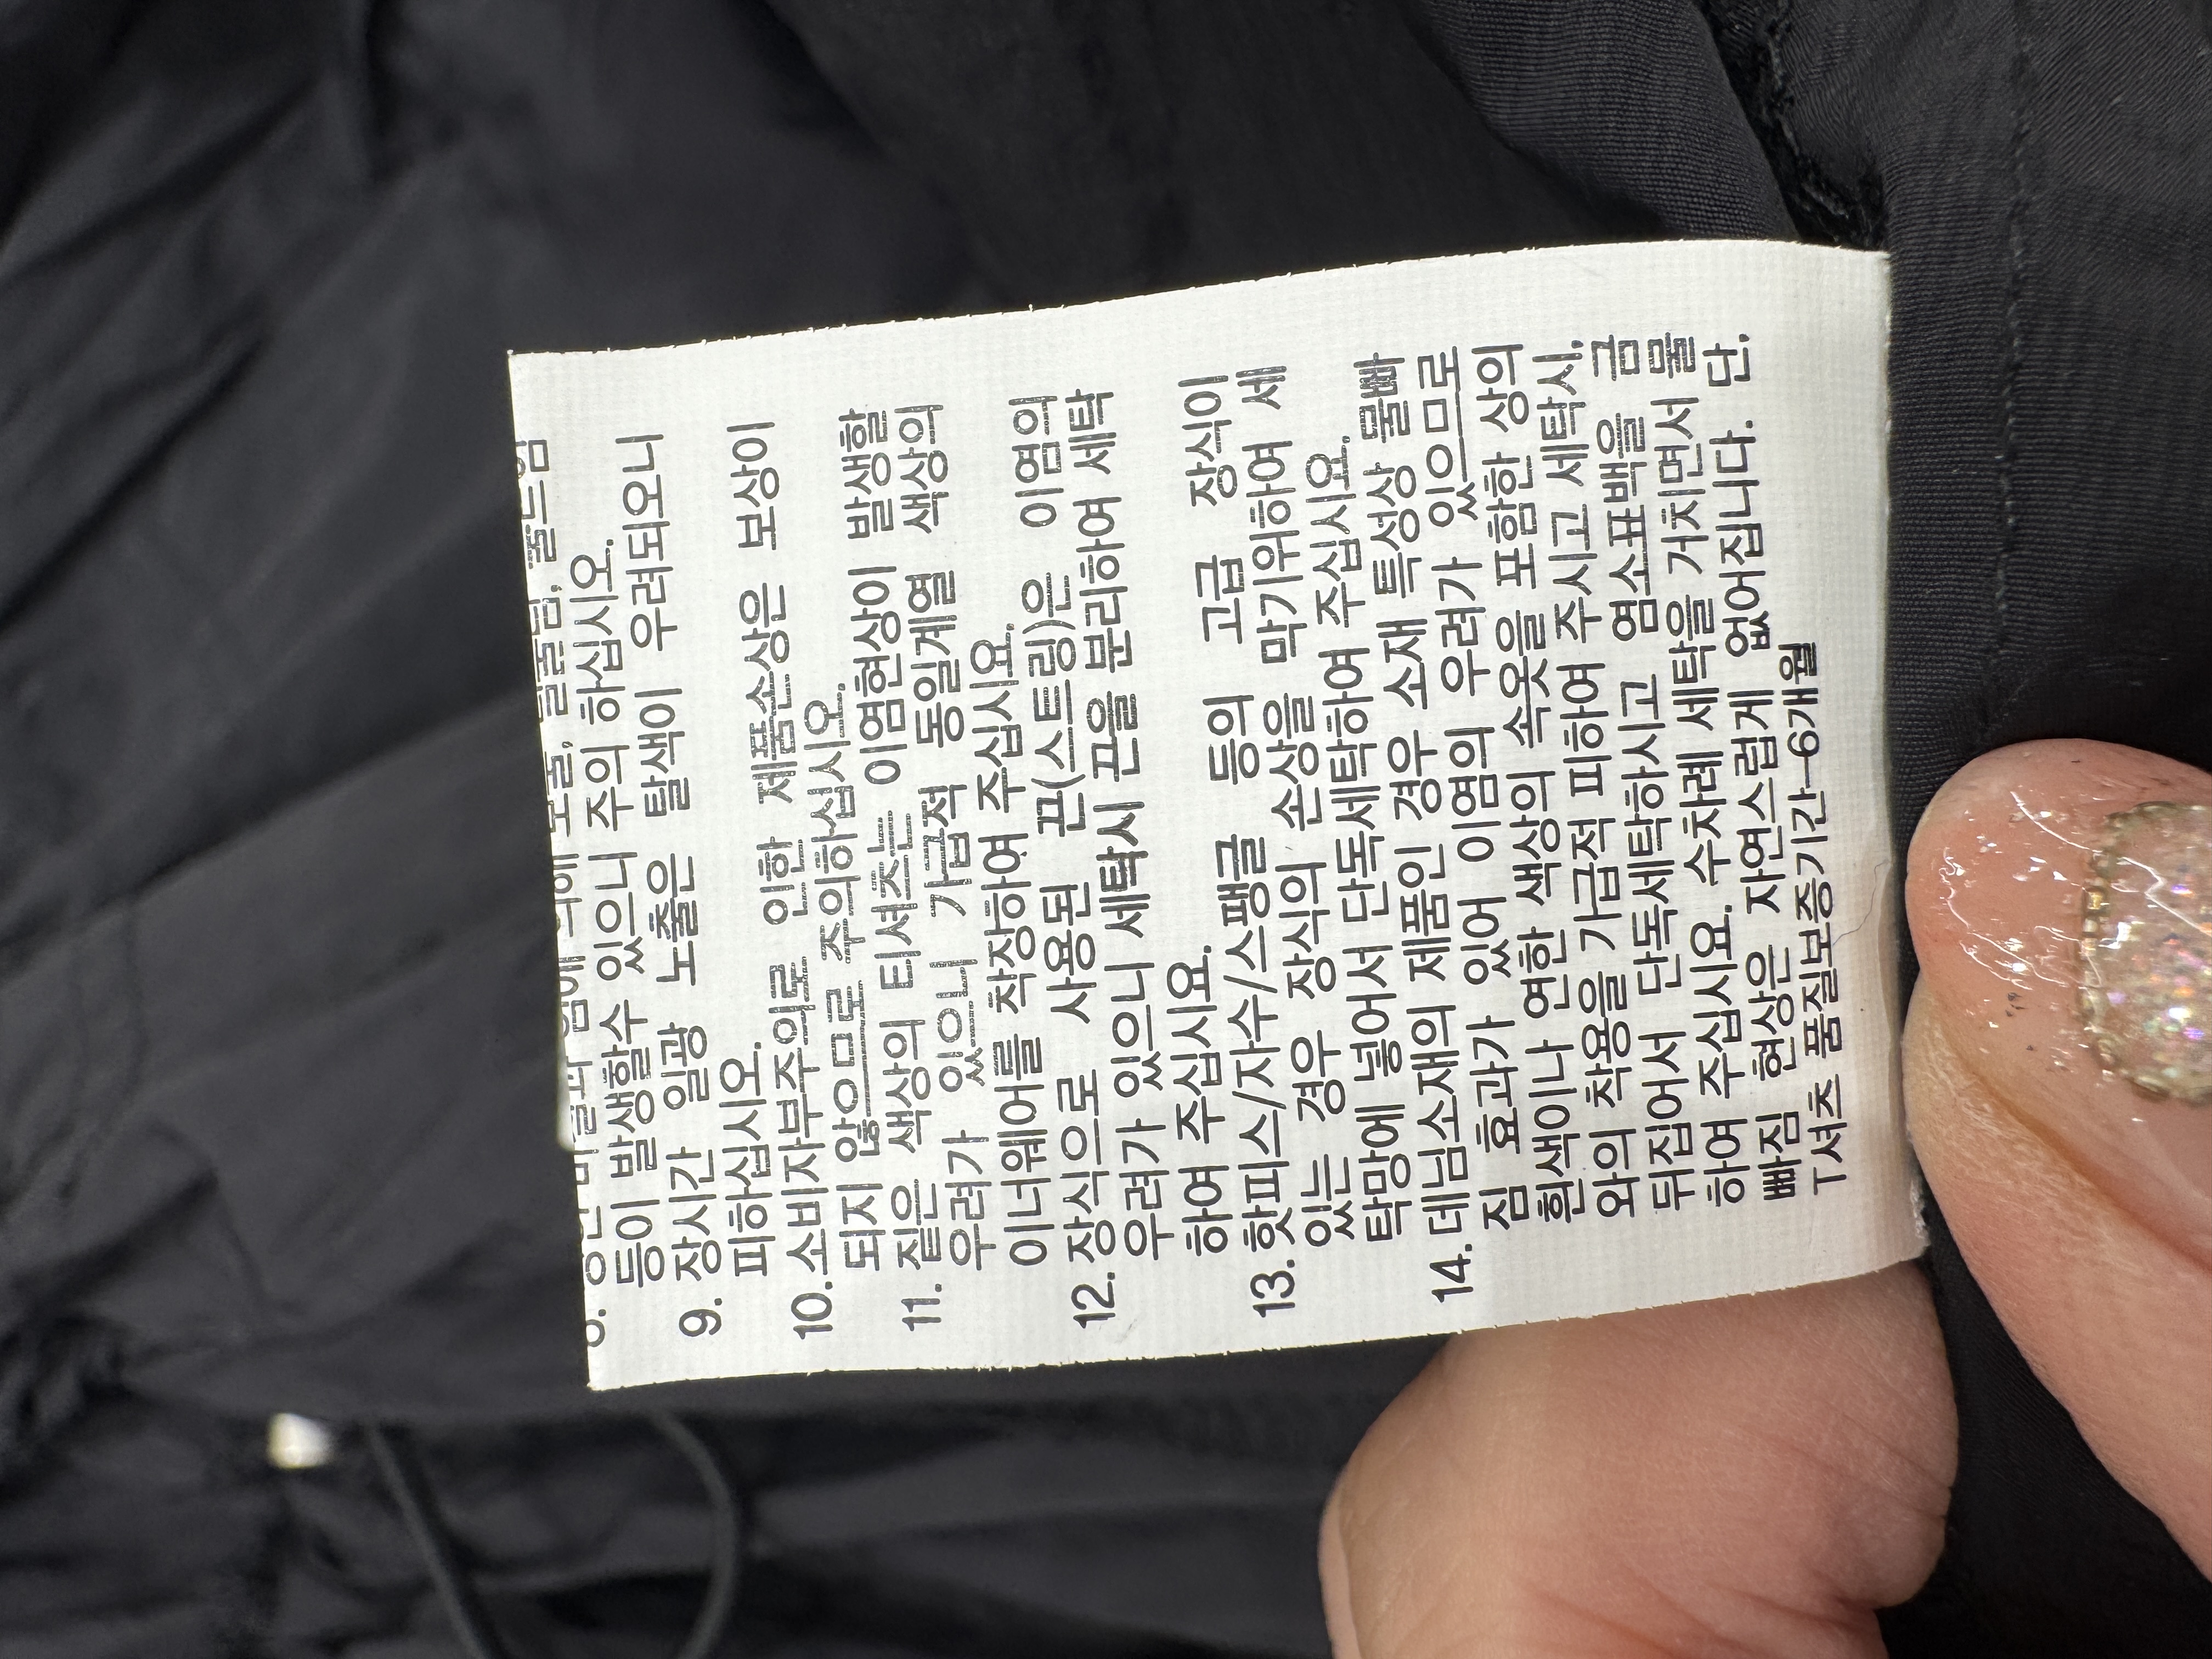 등이 발생할수 있으니 주의 하십시오.
9. 장시간 일광 노출은 탈색이 우려되오니
피하십시오.
10. 소비자부주의로 인한 제품손상은 보상이
되지 않으므로 주의하십시오.
11. 짙은 색상의 티셔츠는 이염현상이 발생할
우려가 있으니 가급적 동일계열 색상의
이너웨어를 착장하여 주십시요.
12. 장식으로 사용된 끈(스트링)은 이염의
우려가 있으니 세탁시 끈을 분리하여 세탁
하여 주십시요.
13. 핫피스/자수/스팽글 등의 고급 장식이
있는 경우 장식의 손상을 막기위하여 세
탁망에 넣어서 단독세탁하여 주십시요.
14. 데님소재의 제품인 경우 소재 특성상 물빠
짐 효과가 있어 이염의 우려가 있으므로
흰색이나 연한 색상의 속옷을 포함한 상의
와의 착용을 가급적 피하여 주시고 세탁시,
뒤집어서 단독세탁하시고 염소표백을 금
하여 주십시요. 수차례 세탁을 거치면서 물
빠짐 현상은 자연스럽게 없어집니다. 단,
T셔츠 품질보증기간-6개월